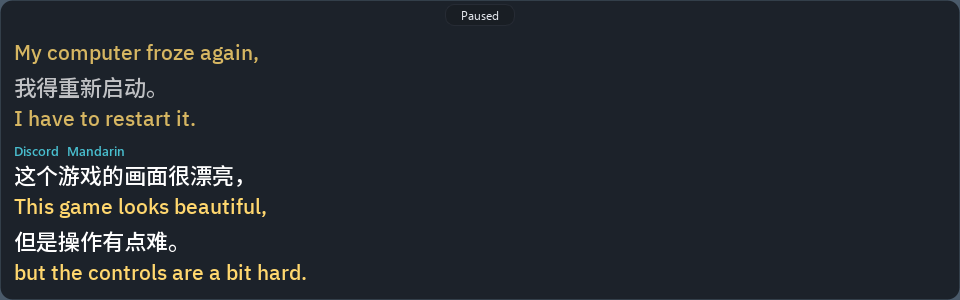 Paused
My computer froze again,
我得重新启动。
I have to restart it.
Discord Mandarin
这个游戏的画面很漂亮，
This game looks beautiful,
但是操作有点难。
but the controls are a bit hard.